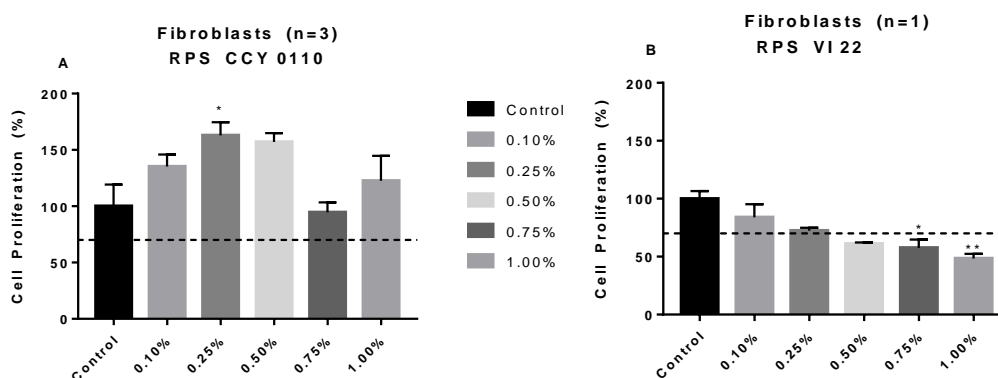 Fibroblasts (n=3)
RPS CCY 0110
A
Cell Proliferation (%)
200
150
100
50
0
*
Control
0.10%
0.25%
0.50%
0.75%
1.00%
Control
0.10%
0.25%
0.50%
0.75%
1.00%
Fibroblasts (n=1)
RPS VI 22
B
Cell Proliferation (%)
200
150
100
50
0
*
**
Control
0.10%
0.25%
0.50%
0.75%
1.00%